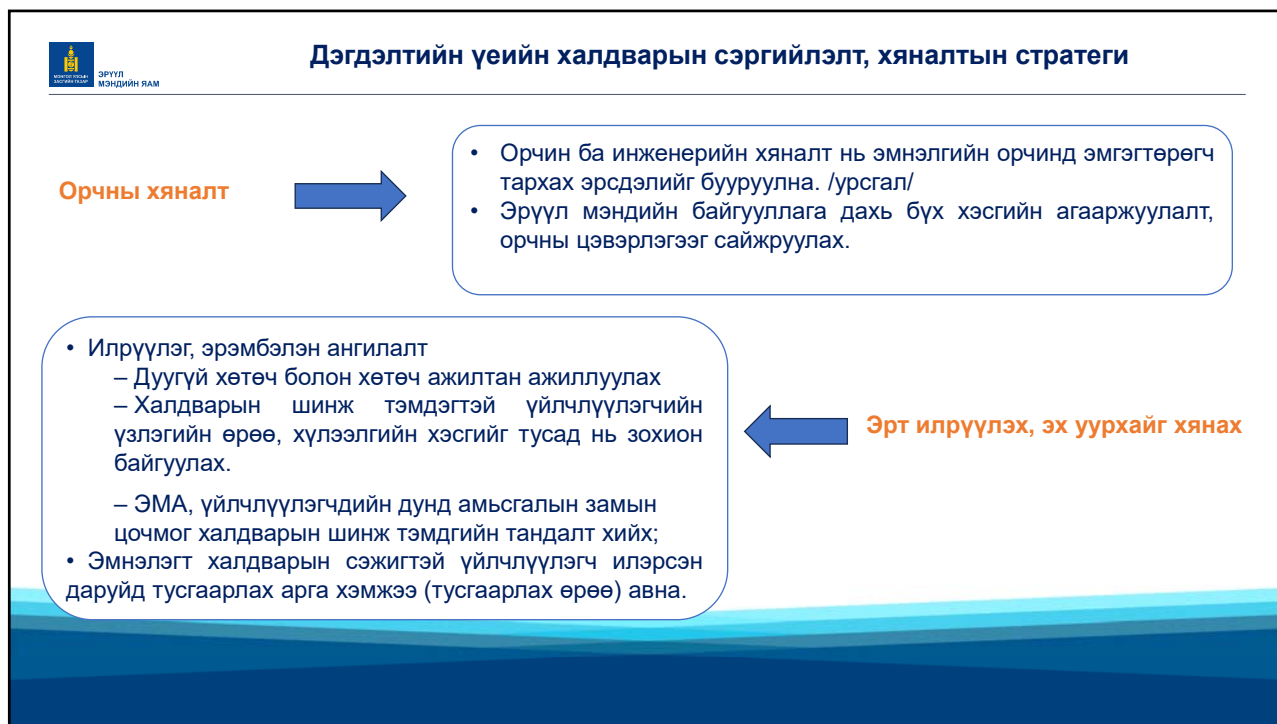 Дэгдэлтийн үеийн халдварын сэргийлэлт, хяналтын стратеги
МОНГОЛ УЛСЫН
ЗАСГИЙН ГАЗАР
ЭРҮҮЛ
МЭНДИЙН ЯАМ
Орчны хяналт
• Орчин ба инженерийн хяналт нь эмнэлгийн орчинд эмгэгтөрөгч
тархах эрсдэлийг бууруулна. /урсгал/
• Эрүүл мэндийн байгууллага дахь бүх хэсгийн агааржуулалт,
орчны цэвэрлэгээг сайжруулах.
• Илрүүлэг, эрэмбэлэн ангилалт
– Дуугүй хөтөч болон хөтөч ажилтан ажиллуулах
– Халдварын шинж тэмдэгтэй үйлчлүүлэгчийн
үзлэгийн өрөө, хүлээлгийн хэсгийг тусад нь зохион
байгуулах.
– ЭМА, үйлчлүүлэгчдийн дунд амьсгалын замын
цочмог халдварын шинж тэмдгийн тандалт хийх;
• Эмнэлэгт халдварын сэжигтэй үйлчлүүлэгч илэрсэн
даруйд тусгаарлах арга хэмжээ (тусгаарлах өрөө) авна.
Эрт илрүүлэх, эх уурхайг хянах